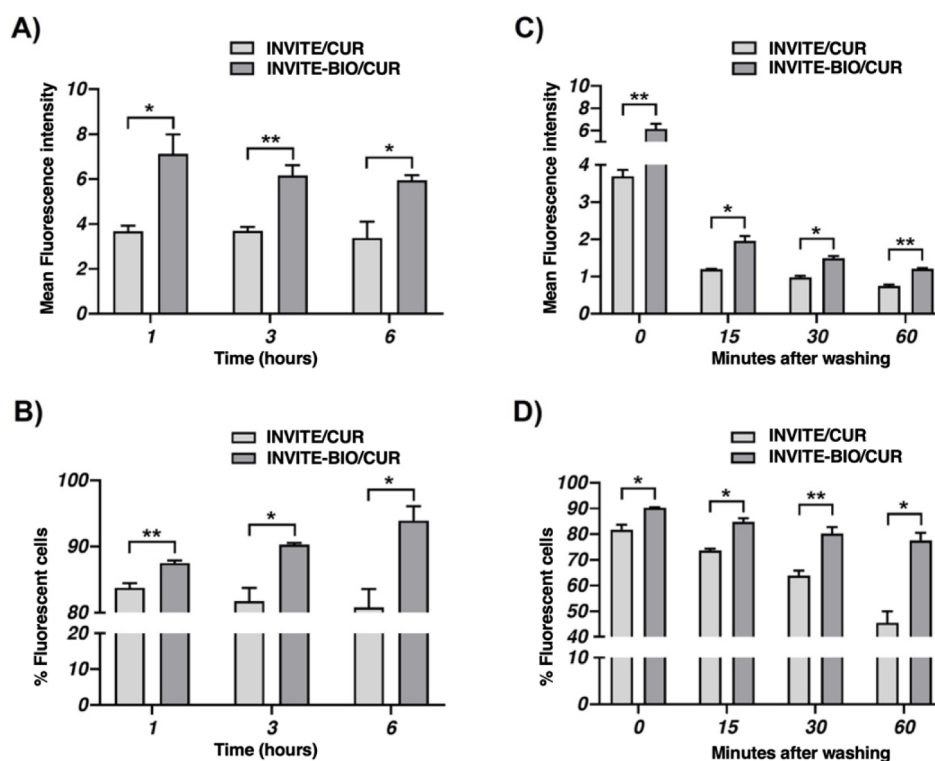 A)
INVITE/CUR
INVITE-BIO/CUR
Mean Fluorescence intensity
10
8
6
4
2
0
*
**
*
1 3 6
Time (hours)
C)
INVITE/CUR
INVITE-BIO/CUR
Mean Fluorescence intensity
10
8
6
4
3
2
1
0
**
*
*
**
0 15 30 60
Minutes after washing
B)
INVITE/CUR
INVITE-BIO/CUR
% Fluorescent cells
100
90
80
20
0
**
*
*
1 3 6
Time (hours)
D)
INVITE/CUR
INVITE-BIO/CUR
% Fluorescent cells
100
90
80
70
60
50
40
10
0
*
*
**
*
0 15 30 60
Minutes after washing